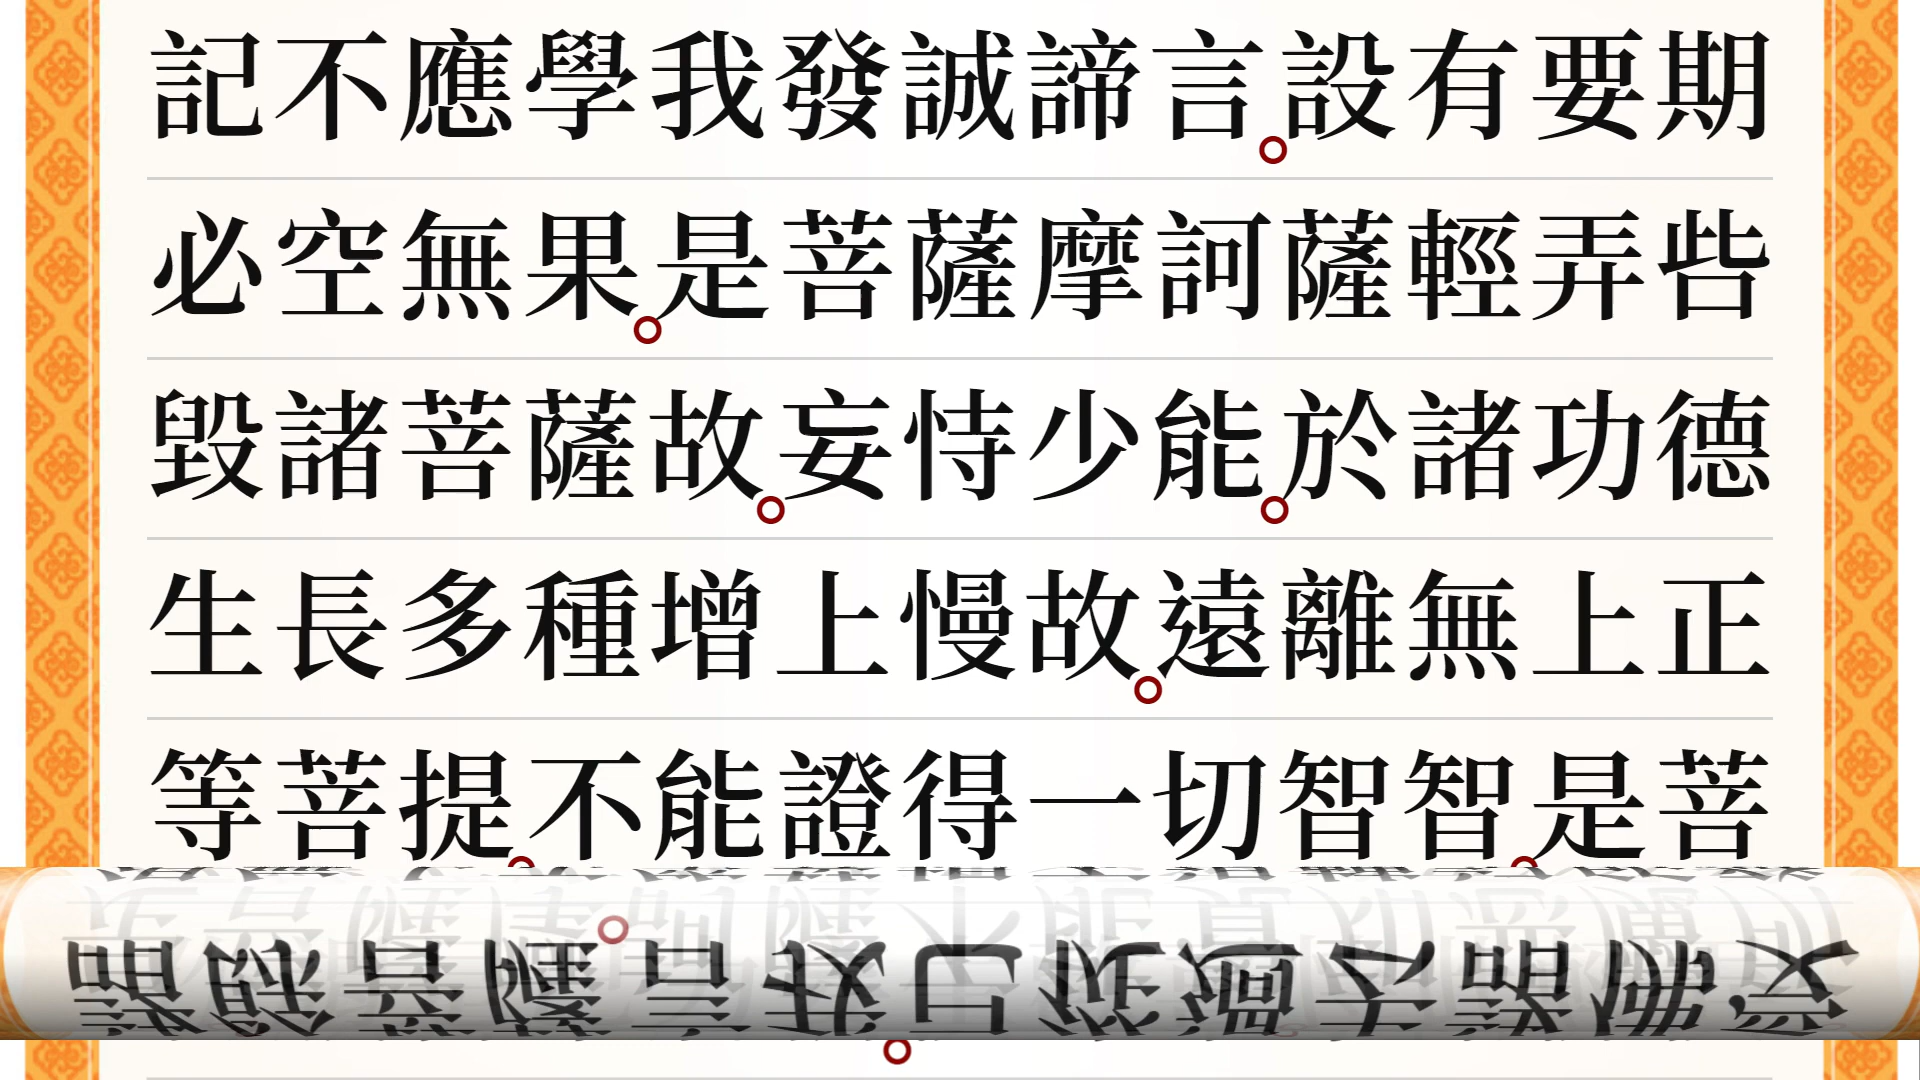 記不應學我發誠諦言。設有要期
必空無果。是菩薩摩訶薩輕弄呰
毀諸菩薩故。妄恃少能。於諸功德
生長多種增上慢故。遠離無上正
等菩提。不能證得一切智智。是菩